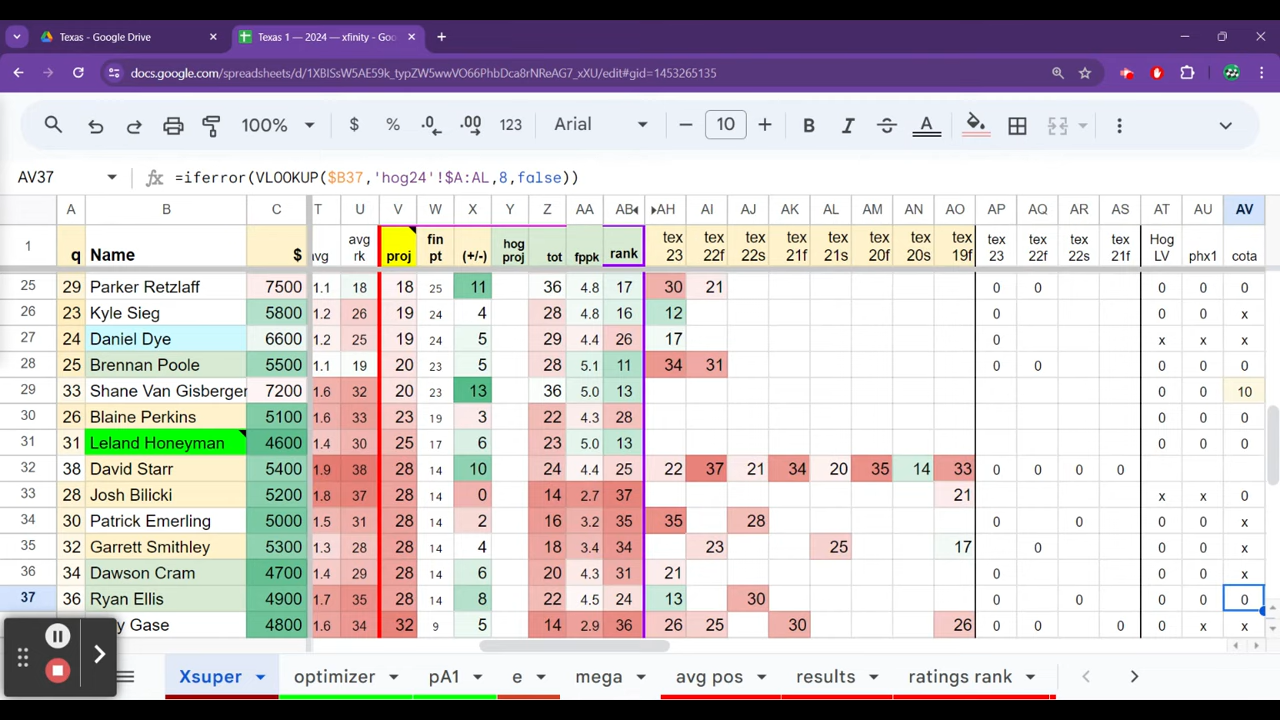 Texas - Google Drive
Texas 1 — 2024 — xfinity - Goo
docs.google.com/spreadsheets/d/1XBISsW5AE59k_typZW5wwVO66PhbDca8rNReAG7_xXU/edit#gid=1453265135
100% $ % .0 .00 123 Arial 10 B I S A
AV37 =iferror(VLOOKUP($B37,'hog24'!$A:AL,8,false))
A B C T U V W X Y Z AA AB AH AI AJ AK AL AM AN AO AP AQ AR AS AT AU AV
1 q Name $ avg avg rk proj fin pt (+/-) hog proj tot fppk rank tex 23 tex 22f tex 22s tex 21f tex 21s tex 20f tex 20s tex 19f tex 23 tex 22f tex 22s tex 21f Hog LV phx1 cota
25 29 Parker Retzlaff 7500 1.1 18 18 25 11 36 4.8 17 30 21 0 0 0 0 0
26 23 Kyle Sieg 5800 1.2 26 19 24 4 28 4.8 16 12 0 0 0 x
27 24 Daniel Dye 6600 1.2 25 19 24 5 29 4.4 26 17 0 x x x
28 25 Brennan Poole 5500 1.1 19 20 23 5 28 5.1 11 34 31 0 0 0 0 0
29 33 Shane Van Gisberger 7200 1.6 32 20 23 13 36 5.0 13 0 0 10
30 26 Blaine Perkins 5100 1.6 33 23 19 3 22 4.3 28 0 0 0
31 31 Leland Honeyman 4600 1.4 30 25 17 6 23 5.0 13 0 0 0
32 38 David Starr 5400 1.9 38 28 14 10 24 4.4 25 22 37 21 34 20 35 14 33 0 0 0 0
33 28 Josh Bilicki 5200 1.8 37 28 14 0 14 2.7 37 21 x x 0
34 30 Patrick Emerling 5000 1.5 31 28 14 2 16 3.2 35 35 28 0 0 0 0 x
35 32 Garrett Smithley 5300 1.3 28 28 14 4 18 3.4 34 23 25 17 0 0 0 x
36 34 Dawson Cram 4700 1.4 29 28 14 6 20 4.3 31 21 0 0 0 x
37 36 Ryan Ellis 4900 1.7 35 28 14 8 22 4.5 24 13 30 0 0 0 0 0
y Gase 4800 1.6 34 32 9 5 14 2.9 36 26 25 30 26 0 0 0 0 x x
Xsuper optimizer pA1 e mega avg pos results ratings rank